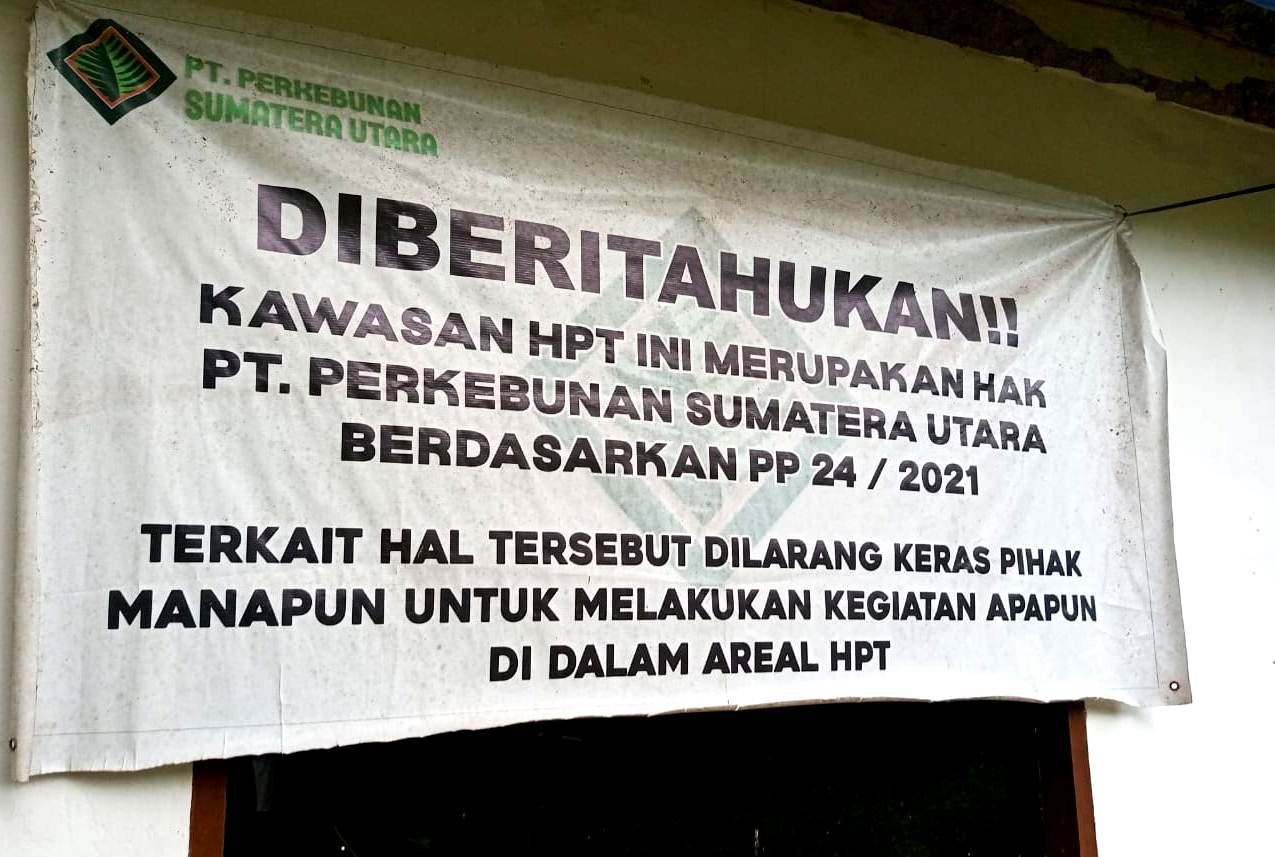 PT. PERKEBUNAN
SUMATERA UTARA
DIBERITAHUKAN!!
KAWASAN HPT INI MERUPAKAN HAK
PT. PERKEBUNAN SUMATERA UTARA
BERDASARKAN PP 24 / 2021
TERKAIT HAL TERSEBUT DILARANG KERAS PIHAK
MANAPUN UNTUK MELAKUKAN KEGIATAN APAPUN
DI DALAM AREAL HPT